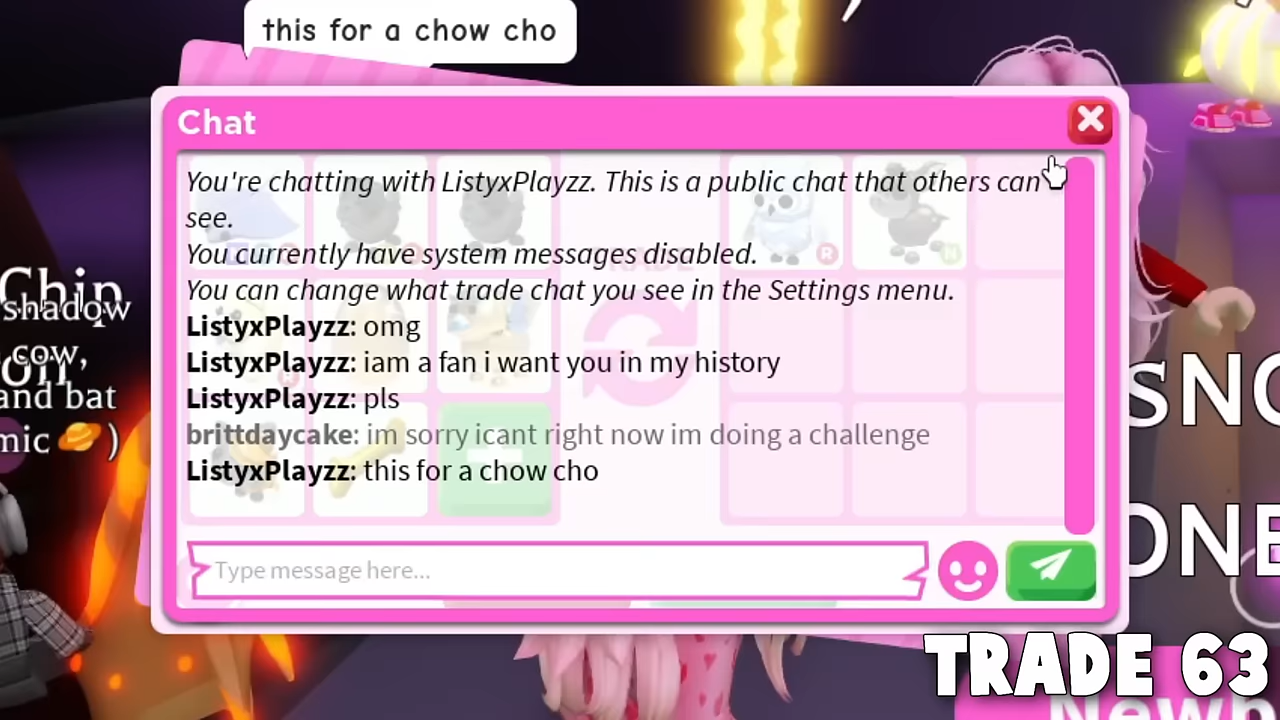 this for a chow cho
Chat
You're chatting with ListyxPlayzz. This is a public chat that others can
see.
You currently have system messages disabled.
You can change what trade chat you see in the Settings menu.
ListyxPlayzz: omg
ListyxPlayzz: iam a fan i want you in my history
ListyxPlayzz: pls
brittdaycake: im sorry icant right now im doing a challenge
ListyxPlayzz: this for a chow cho
Type message here...
Chip
shadow
cow,
and bat
TRADE 63